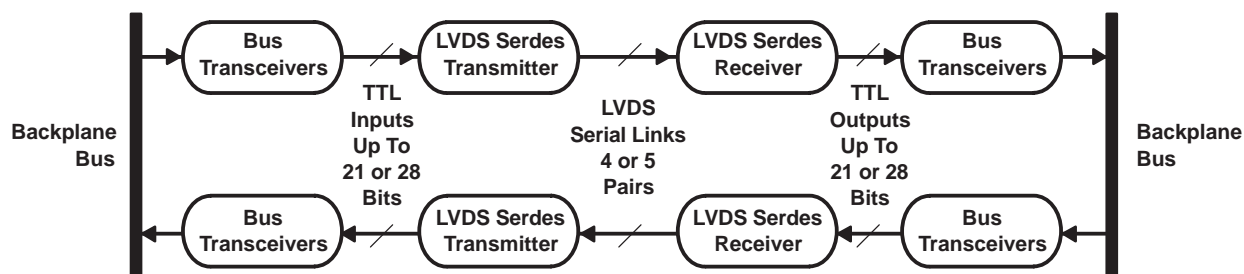 Bus
Transceivers
LVDS Serdes
Transmitter
LVDS Serdes
Receiver
Bus
Transceivers
Backplane
Bus
TTL
Inputs
Up To
21 or 28
Bits
LVDS
Serial Links
4 or 5
Pairs
TTL
Outputs
Up To
21 or 28
Bits
Backplane
Bus
Bus
Transceivers
LVDS Serdes
Transmitter
LVDS Serdes
Receiver
Bus
Transceivers